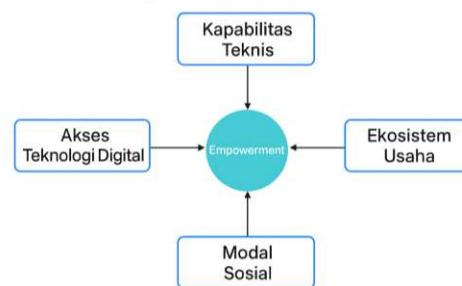 Kapabilitas
Teknis
Akses
Teknologi Digital
Empowerment
Ekosistem
Usaha
Modal
Sosial